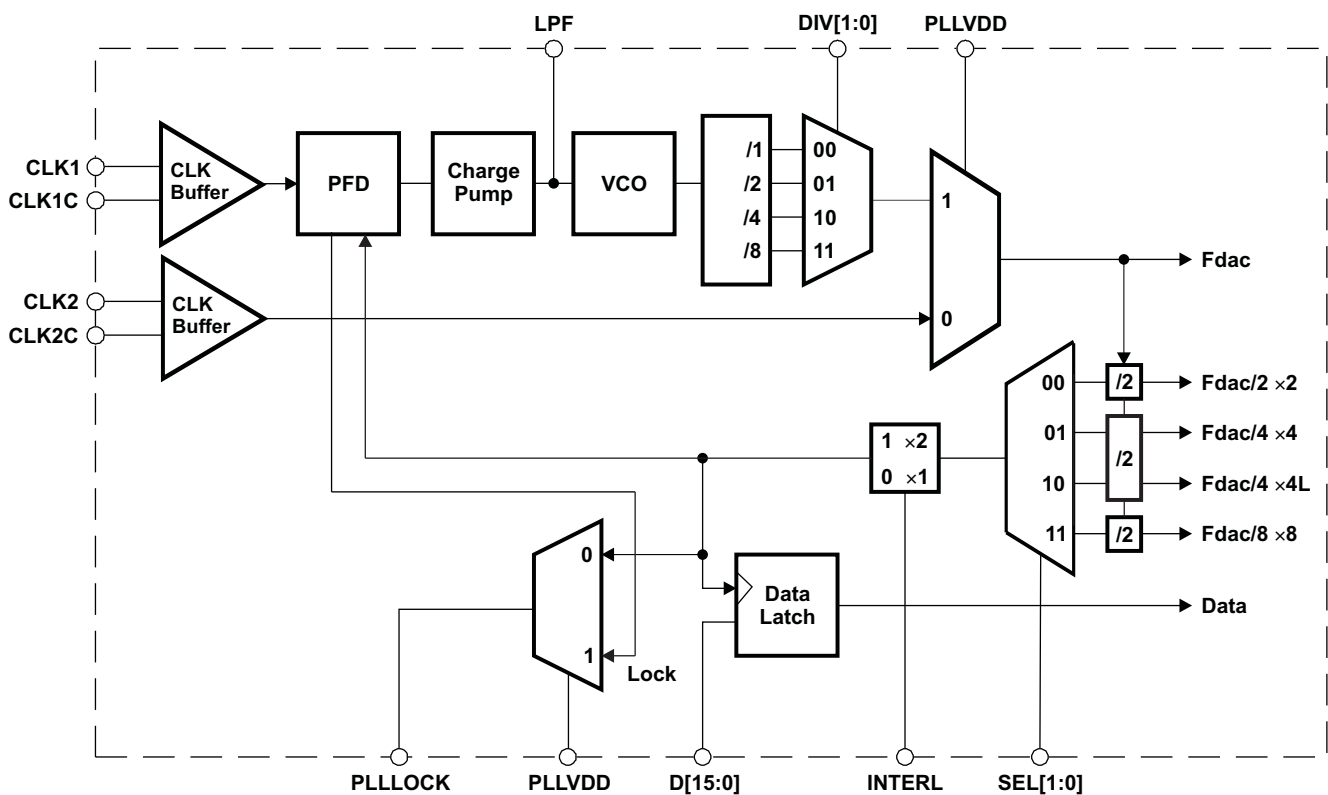 LPF
DIV[1:0]
PLLVDD
CLK1
CLK1C
CLK
Buffer
PFD
Charge
Pump
VCO
/1
/2
/4
/8
00
01
10
11
1
0
Fdac
CLK2
CLK2C
CLK
Buffer
00
01
10
11
/2
/2
/2
Fdac/2 ×2
Fdac/4 ×4
Fdac/4 ×4L
Fdac/8 ×8
1 ×2
0 ×1
0
1
Lock
Data
Latch
Data
PLLLOCK
PLLVDD
D[15:0]
INTERL
SEL[1:0]